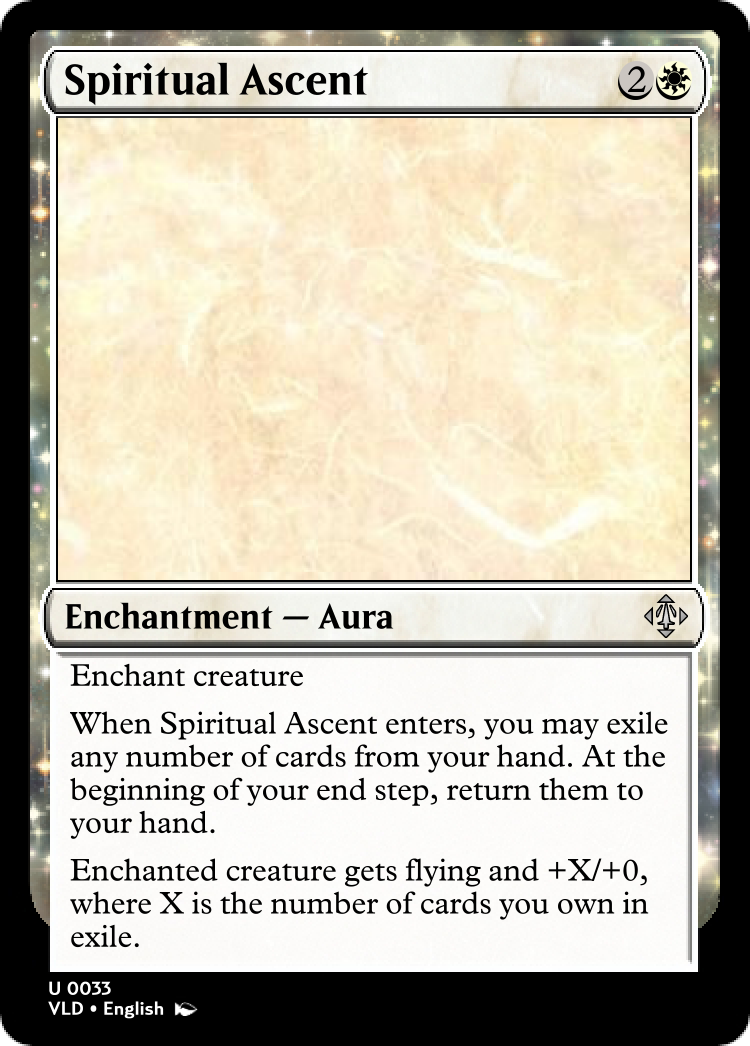 Spiritual Ascent 2
Enchantment — Aura
Enchant creature
When Spiritual Ascent enters, you may exile
any number of cards from your hand. At the
beginning of your end step, return them to
your hand.
Enchanted creature gets flying and +X/+0,
where X is the number of cards you own in
exile.
U 0033
VLD • English